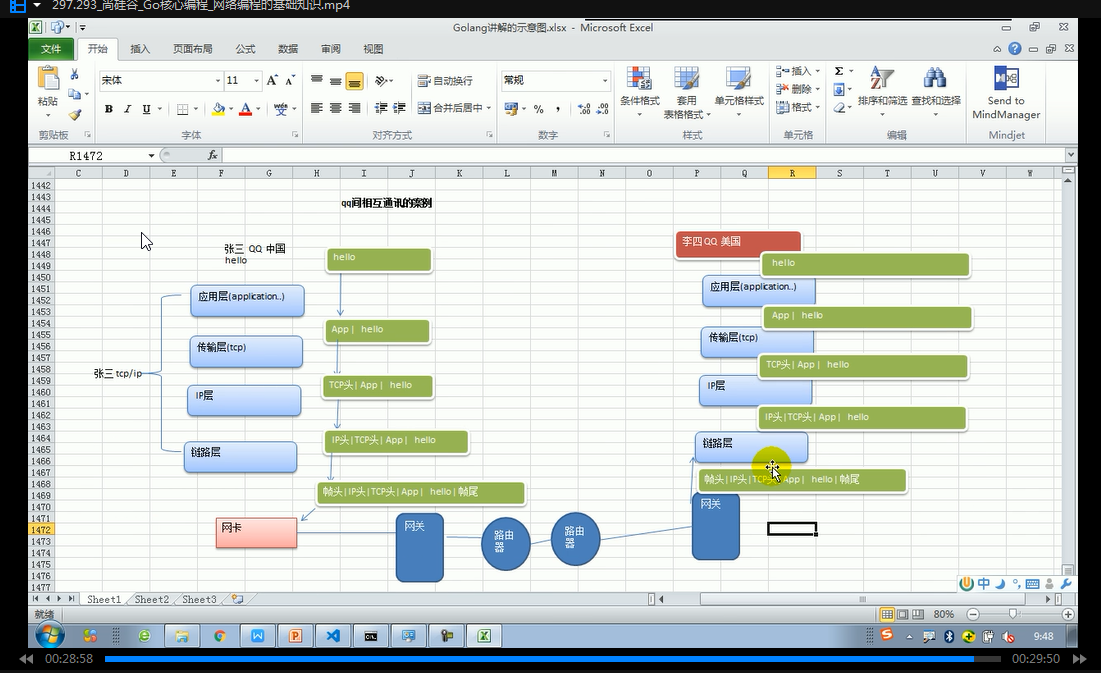 297.293_尚硅谷_Go核心编程_网络编程的基础知识.mp4
Golang讲解的示意图.xlsx - Microsoft Excel
文件 开始 插入 页面布局 公式 数据 审阅 视图
宋体 11 自动换行 常规 插入 Σ
粘贴 B I U A 合并后居中 % , 条件格式 套用 表格格式 单元格样式 删除 格式 排序和筛选 查找和选择 Send to MindManager
剪贴板 字体 对齐方式 数字 样式 单元格 编辑 Mindjet
R1472 fx
C D E F G H I J K L M N O P Q R S T U V W
1442
1443
1444
1445
1446
1447
1448
1449
1450
1451
1452
1453
1454
1455
1456
1457
1458
1459
1460
1461
1462
1463
1464
1465
1466
1467
1468
1469
1470
1471
1472
1473
1474
1475
1476
1477
qq间相互通讯的案例
张三 QQ 中国
hello
hello
应用层(application..)
App | hello
传输层(tcp)
张三 tcp/ip
TCP头| App | hello
IP层
IP头|TCP头| App | hello
链路层
帧头|IP头|TCP头| App | hello | 帧尾
网卡
网关
路由器
路由器
李四 QQ 美国
hello
应用层(application..)
App | hello
传输层(tcp)
TCP头| App | hello
IP层
IP头|TCP头| App | hello
链路层
帧头|IP头|TCP头| App | hello | 帧尾
网关
Sheet1 Sheet2 Sheet3
中
就绪 80%
9:48
00:28:58 00:29:50